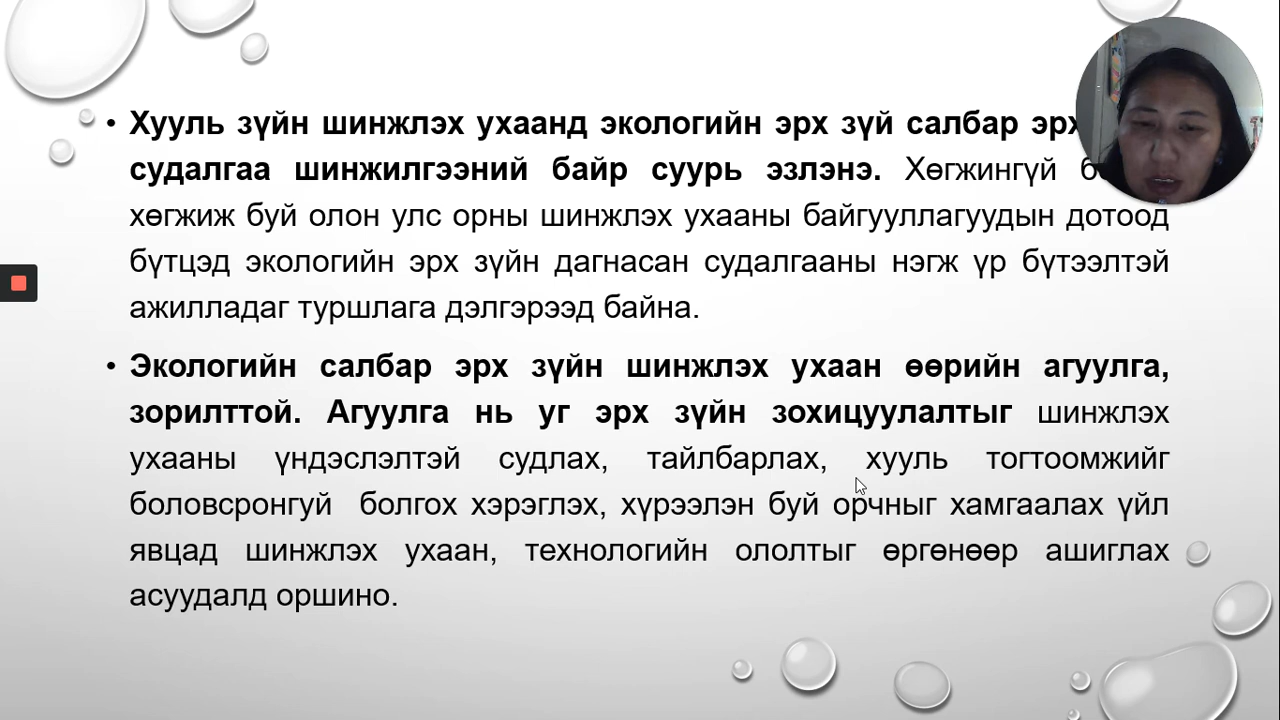 • Хууль зүйн шинжлэх ухаанд экологийн эрх зүй салбар эрх
судалгаа шинжилгээний байр суурь эзлэнэ. Хөгжингүй
хөгжиж буй олон улс орны шинжлэх ухааны байгууллагуудын дотоод
бүтцэд экологийн эрх зүйн дагнасан судалгааны нэгж үр бүтээлтэй
ажилладаг туршлага дэлгэрээд байна.
• Экологийн салбар эрх зүйн шинжлэх ухаан өөрийн агуулга,
зорилттой. Агуулга нь уг эрх зүйн зохицуулалтыг шинжлэх
ухааны үндэслэлтэй судлах, тайлбарлах, хууль тогтоомжийг
боловсронгуй болгох хэрэглэх, хүрээлэн буй орчныг хамгаалах үйл
явцад шинжлэх ухаан, технологийн ололтыг өргөнөөр ашиглах
асуудалд оршино.